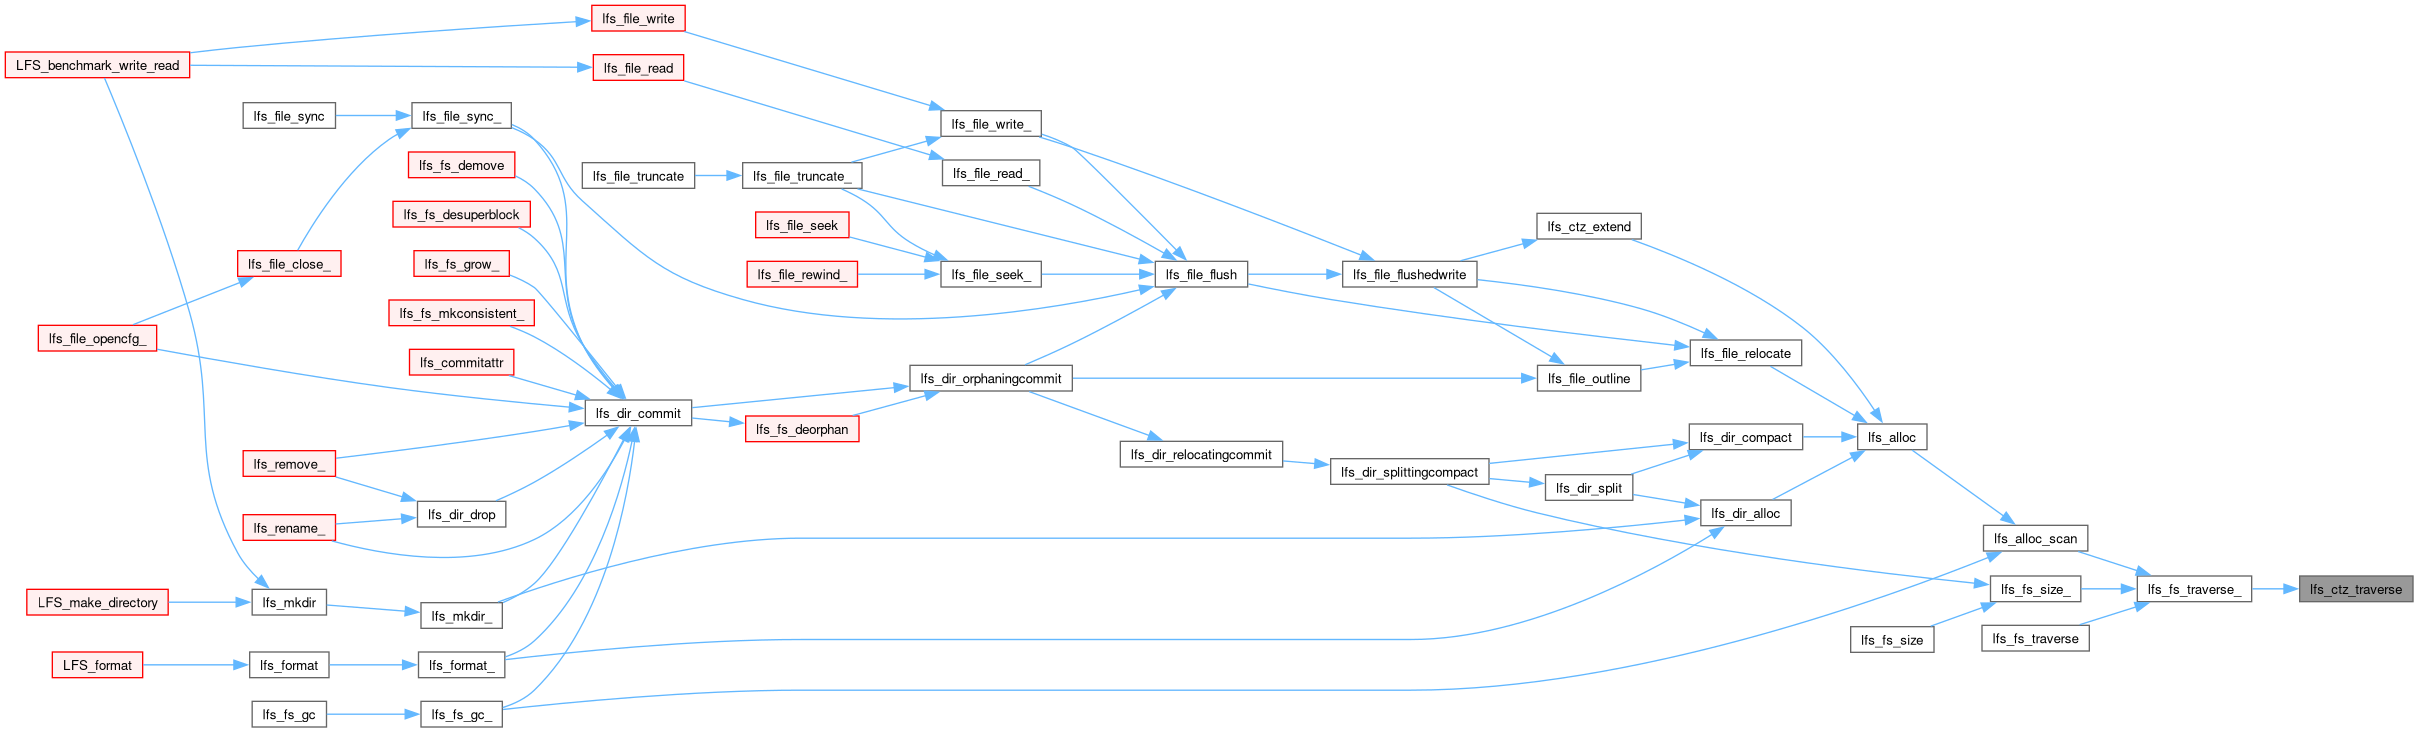 lfs_file_write
LFS_benchmark_write_read
lfs_file_read
lfs_file_sync
lfs_file_sync_
lfs_file_write_
lfs_fs_demove
lfs_file_truncate
lfs_file_truncate_
lfs_file_read_
lfs_fs_desuperblock
lfs_file_seek
lfs_ctz_extend
lfs_file_close_
lfs_fs_grow_
lfs_file_rewind_
lfs_file_seek_
lfs_file_flush
lfs_file_flushedwrite
lfs_fs_mkconsistent_
lfs_file_opencfg_
lfs_commitattr
lfs_file_relocate
lfs_dir_orphaningcommit
lfs_file_outline
lfs_dir_commit
lfs_fs_deorphan
lfs_dir_compact
lfs_alloc
lfs_remove_
lfs_dir_relocatingcommit
lfs_dir_splittingcompact
lfs_dir_split
lfs_dir_drop
lfs_dir_alloc
lfs_rename_
lfs_alloc_scan
LFS_make_directory
lfs_mkdir
lfs_mkdir_
lfs_fs_size_
lfs_fs_traverse_
lfs_ctz_traverse
lfs_fs_size
lfs_fs_traverse
LFS_format
lfs_format
lfs_format_
lfs_fs_gc
lfs_fs_gc_